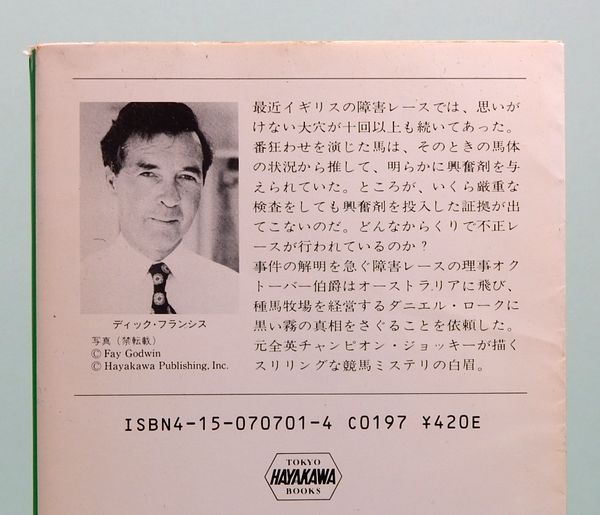 最近イギリスの障害レースでは、思いが
けない大穴が十回以上も続いてあった。
番狂わせを演じた馬は、そのときの馬体
の状況から推して、明らかに興奮剤を与
えられていた。ところが、いくら厳重な
検査をしても興奮剤を投入した証拠が出
てこないのだ。どんなからくりで不正レ
ースが行われているのか？
事件の解明を急ぐ障害レースの理事オク
トーバー伯爵はオーストラリアに飛び、
種馬牧場を経営するダニエル・ロークに
黒い霧の真相をさぐることを依頼した。
元全英チャンピオン・ジョッキーが描く
スリリングな競馬ミステリの白眉。
ディック・フランシス
写真（禁転載）
© Fay Godwin
© Hayakawa Publishing, Inc.
ISBN4-15-070701-4 C0197 ¥420E
TOKYO
HAYAKAWA
BOOKS